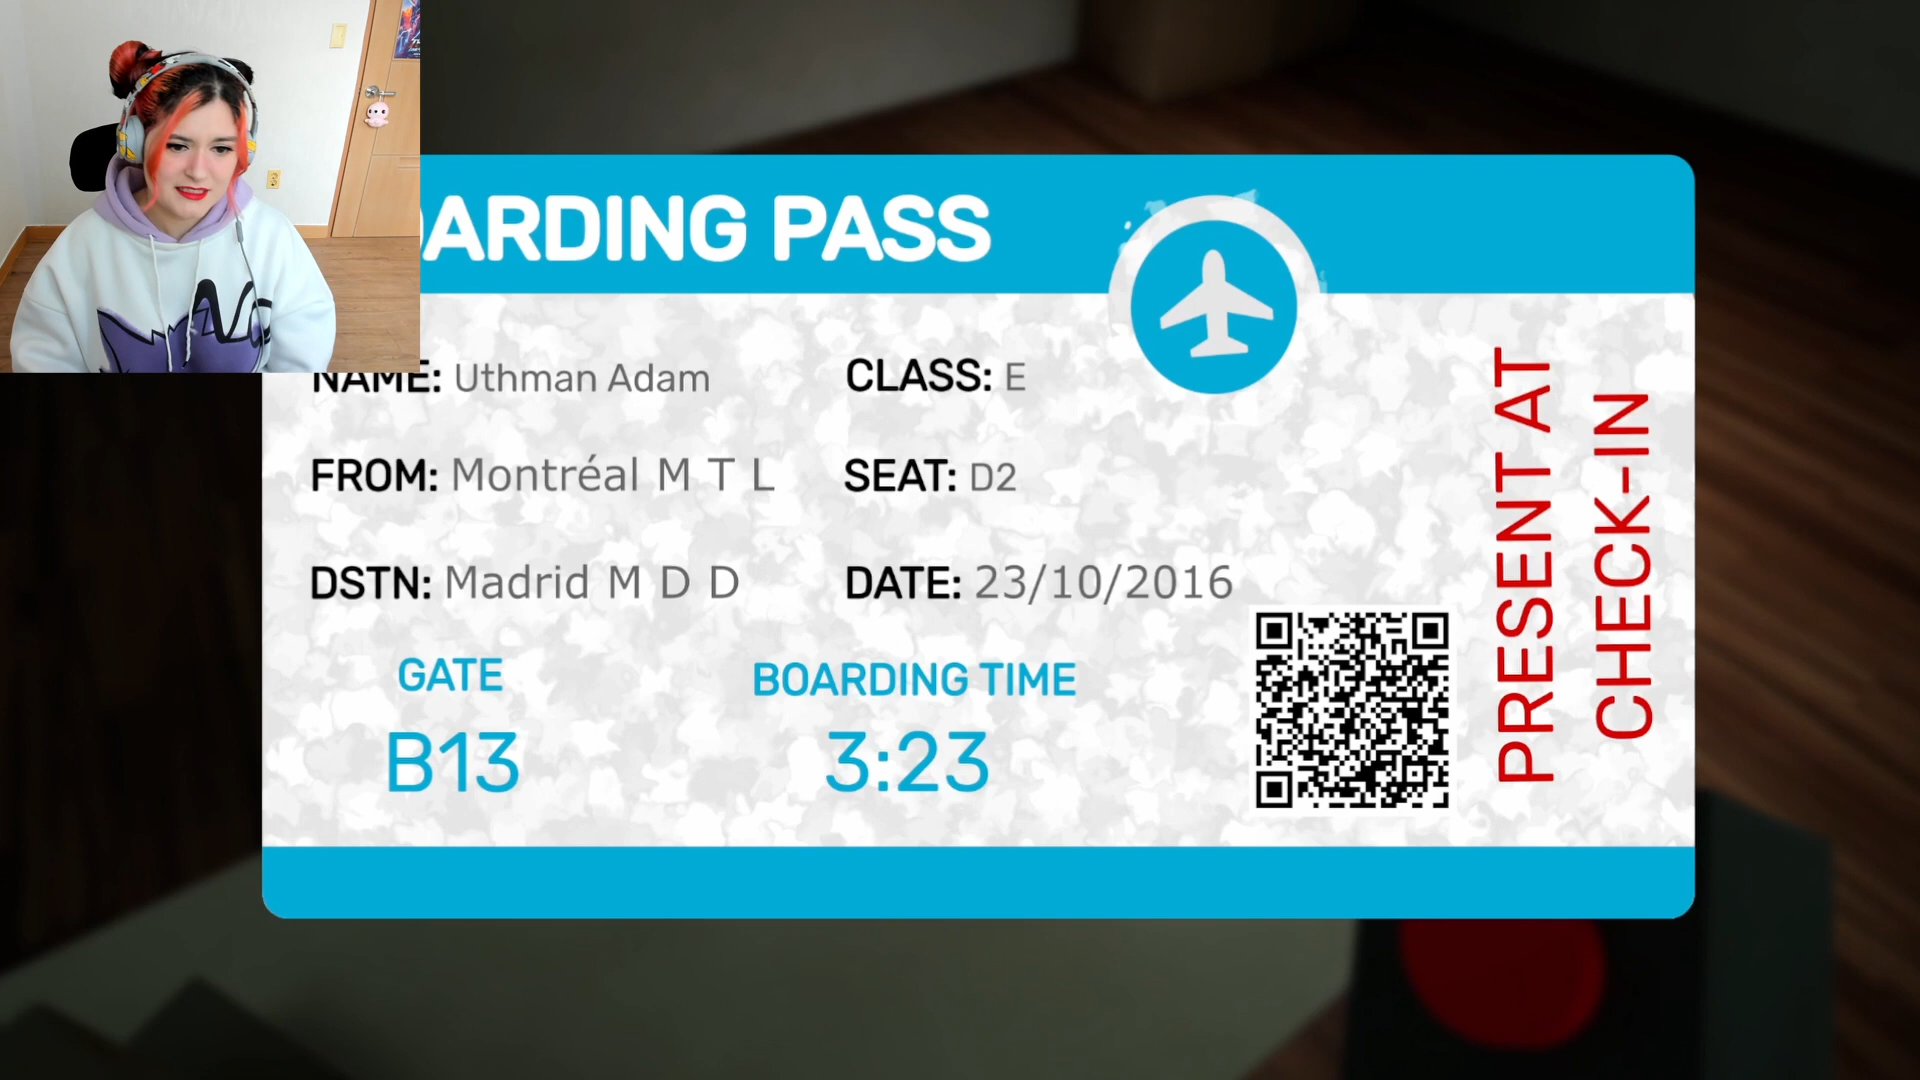 OARDING PASS
NAME: Uthman Adam
CLASS: E
FROM: Montréal M T L
SEAT: D2
DSTN: Madrid M D D
DATE: 23/10/2016
GATE
BOARDING TIME
B13
3:23
PRESENT AT
CHECK-IN